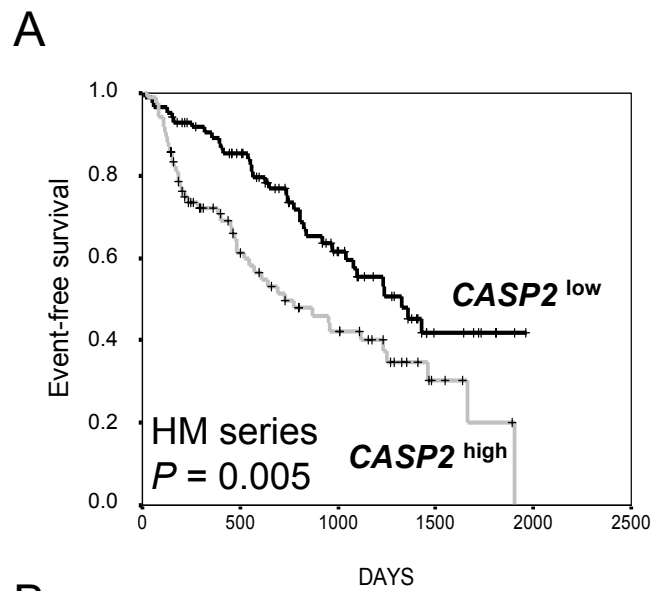 A
1.0
0.8
0.6
0.4
0.2
0.0
Event-free survival
CASP2 low
CASP2 high
HM series
P = 0.005
0 500 1000 1500 2000 2500
DAYS